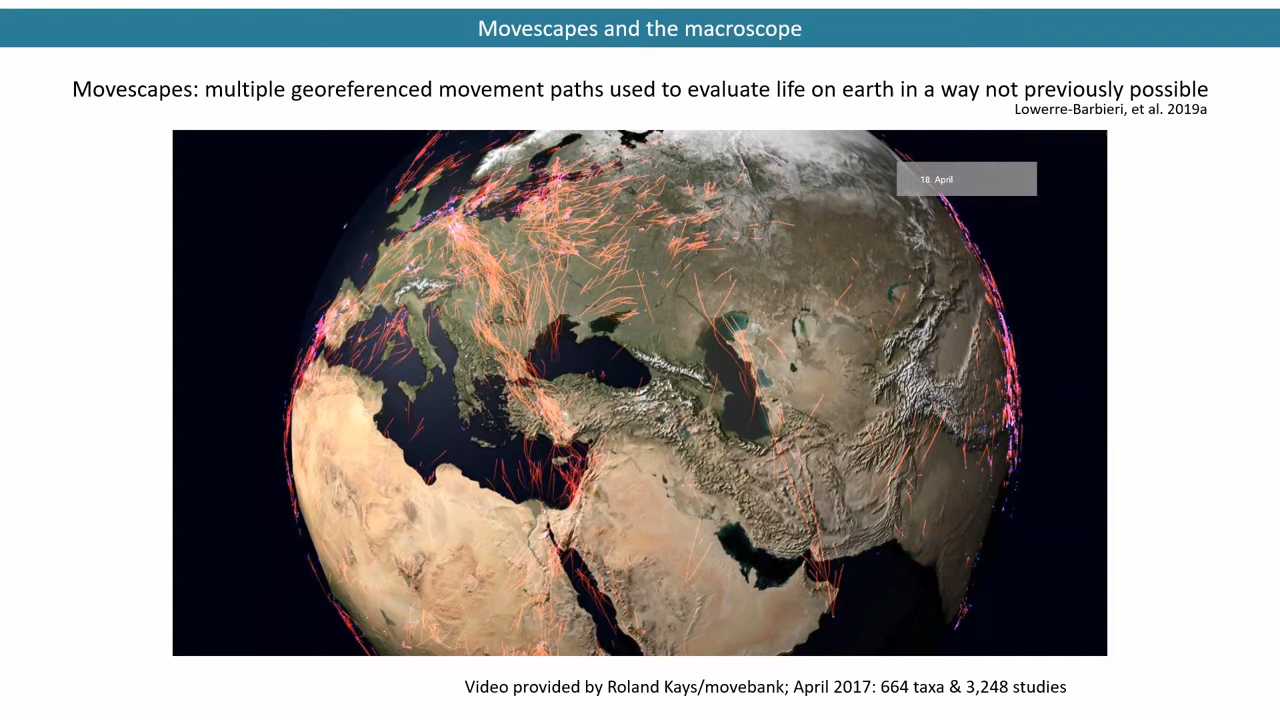 Movescapes and the macroscope
Movescapes: multiple georeferenced movement paths used to evaluate life on earth in a way not previously possible
Lowerre-Barbieri, et al. 2019a
18. April
Video provided by Roland Kays/movebank; April 2017: 664 taxa & 3,248 studies